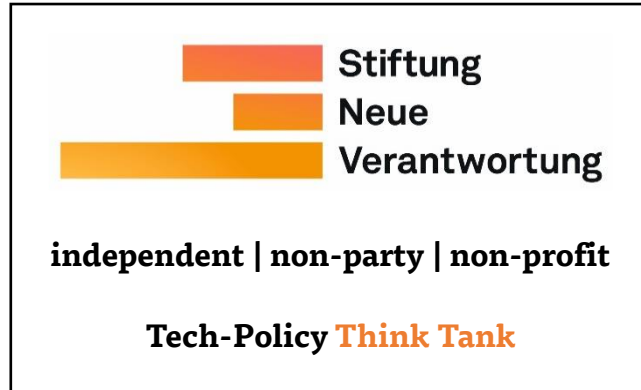 Stiftung
Neue
Verantwortung
independent | non-party | non-profit
Tech-Policy Think Tank